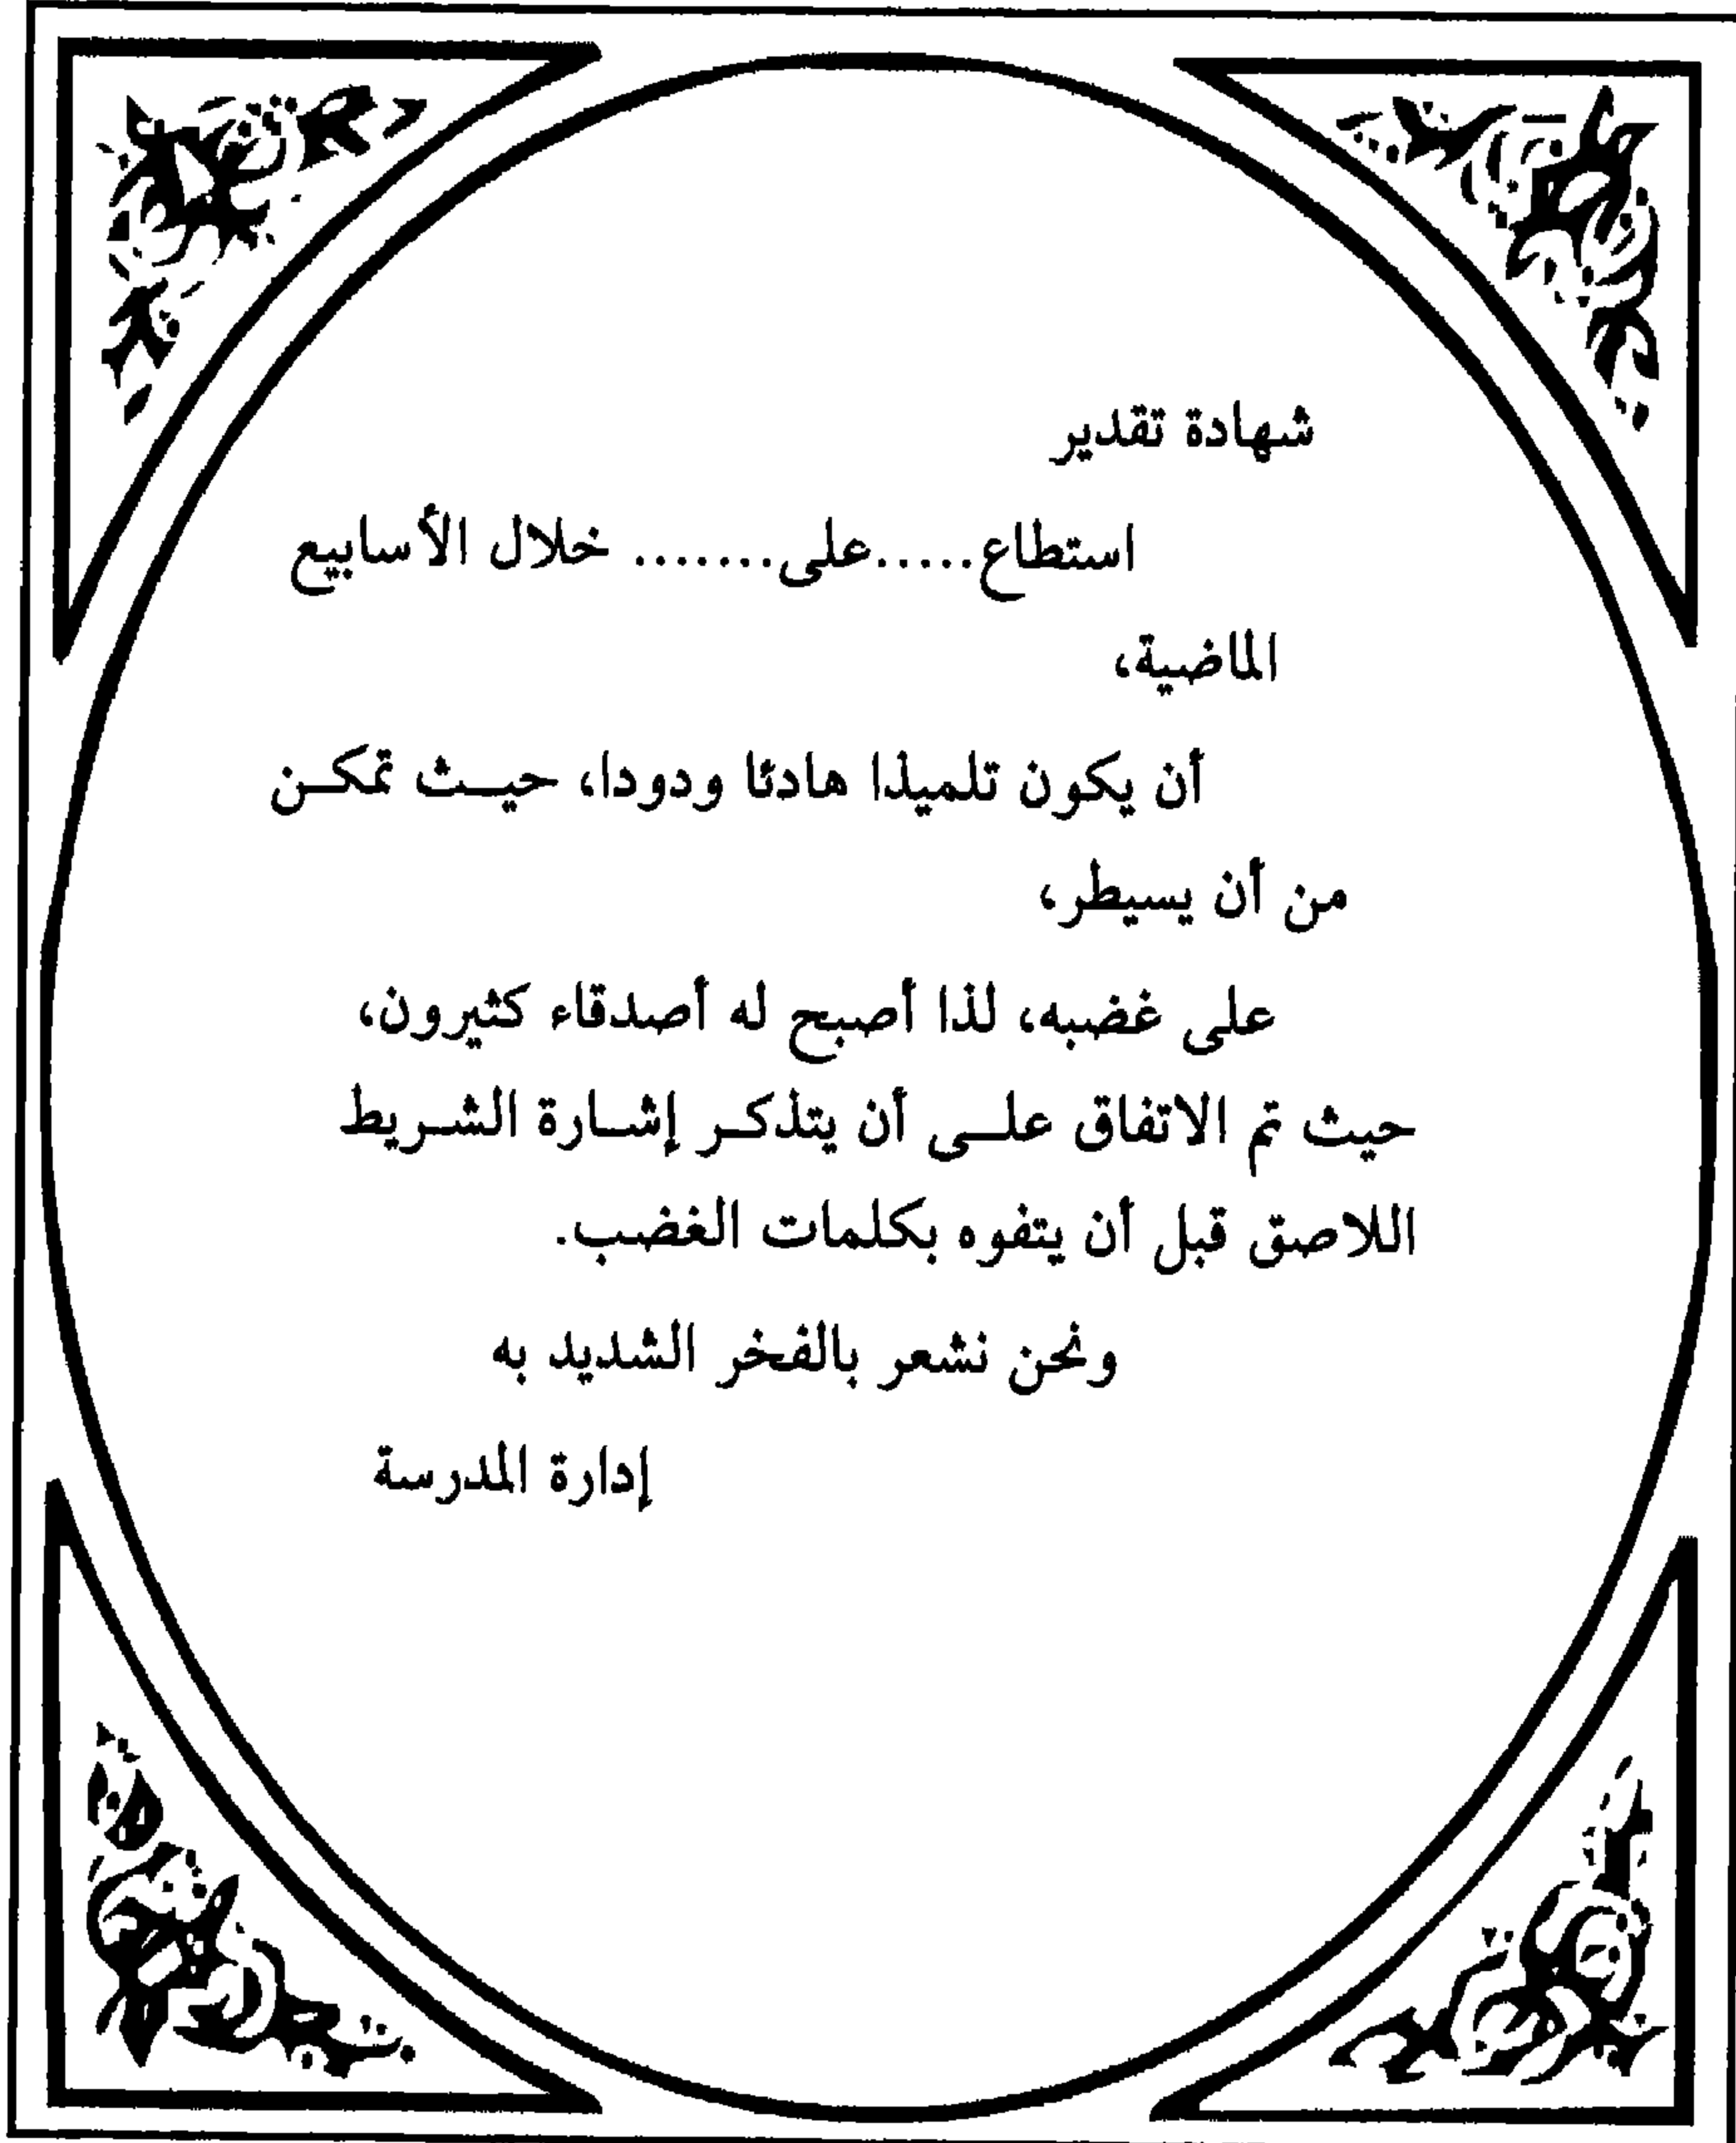 شهادة تقدير
استطاع.....على....... خلال الأسابيع
الماضية،
أن يكون تلميذا هادئا ودودا، حيث تمكن
من أن يسيطر،
على غضبه، لذا أصبح له أصدقاء كثيرون،
حيث تم الاتفاق على أن يتذكر إشارة الشريط
اللاصق قبل أن يتفوه بكلمات الغضب.
ونحن نشعر بالفخر الشديد به
إدارة المدرسة